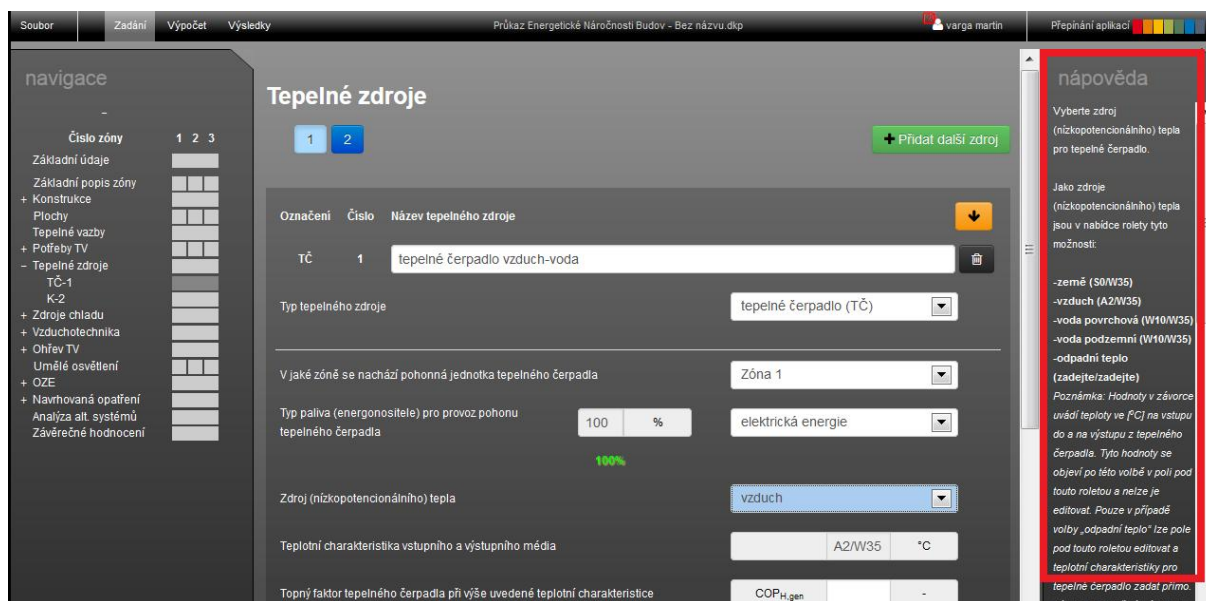 Soubor
Zadání
Výpočet
Výsledky
Průkaz Energetické Náročnosti Budov - Bez názvu.dkp
varga martin
Přepínání aplikací
navigace
-
Číslo zóny 1 2 3
Základní údaje
Základní popis zóny
+ Konstrukce
Plochy
Tepelné vazby
+ Potřeby TV
- Tepelné zdroje
TČ-1
K-2
+ Zdroje chladu
+ Vzduchotechnika
+ Ohřev TV
Umělé osvětlení
+ OZE
+ Navrhovaná opatření
Analýza alt. systémů
Závěrečné hodnocení
Tepelné zdroje
1 2
+ Přidat další zdroj
Označení Číslo Název tepelného zdroje
TČ 1 tepelné čerpadlo vzduch-voda
Typ tepelného zdroje tepelné čerpadlo (TČ)
V jaké zóně se nachází pohonná jednotka tepelného čerpadla Zóna 1
Typ paliva (energonositele) pro provoz pohonu
tepelného čerpadla 100 % elektrická energie
100%
Zdroj (nízkopotencionálního) tepla vzduch
Teplotní charakteristika vstupního a výstupního média A2/W35 °C
Topný faktor tepelného čerpadla při výše uvedené teplotní charakteristice COPH,gen -
nápověda
Vyberte zdroj
(nízkopotencionálního) tepla
pro tepelné čerpadlo.
Jako zdroje
(nízkopotencionálního) tepla
jsou v nabídce rolety tyto
možnosti:
-země (S0/W35)
-vzduch (A2/W35)
-voda povrchová (W10/W35)
-voda podzemní (W10/W35)
-odpadní teplo
(zadejte/zadejte)
Poznámka: Hodnoty v závorce
uvádí teploty ve [°C] na vstupu
do a na výstupu z tepelného
čerpadla. Tyto hodnoty se
objeví po této volbě v poli pod
touto roletou a nelze je
editovat. Pouze v případě
volby „odpadní teplo" lze pole
pod touto roletou editovat a
teplotní charakteristiky pro
tepelné čerpadlo zadat přímo.